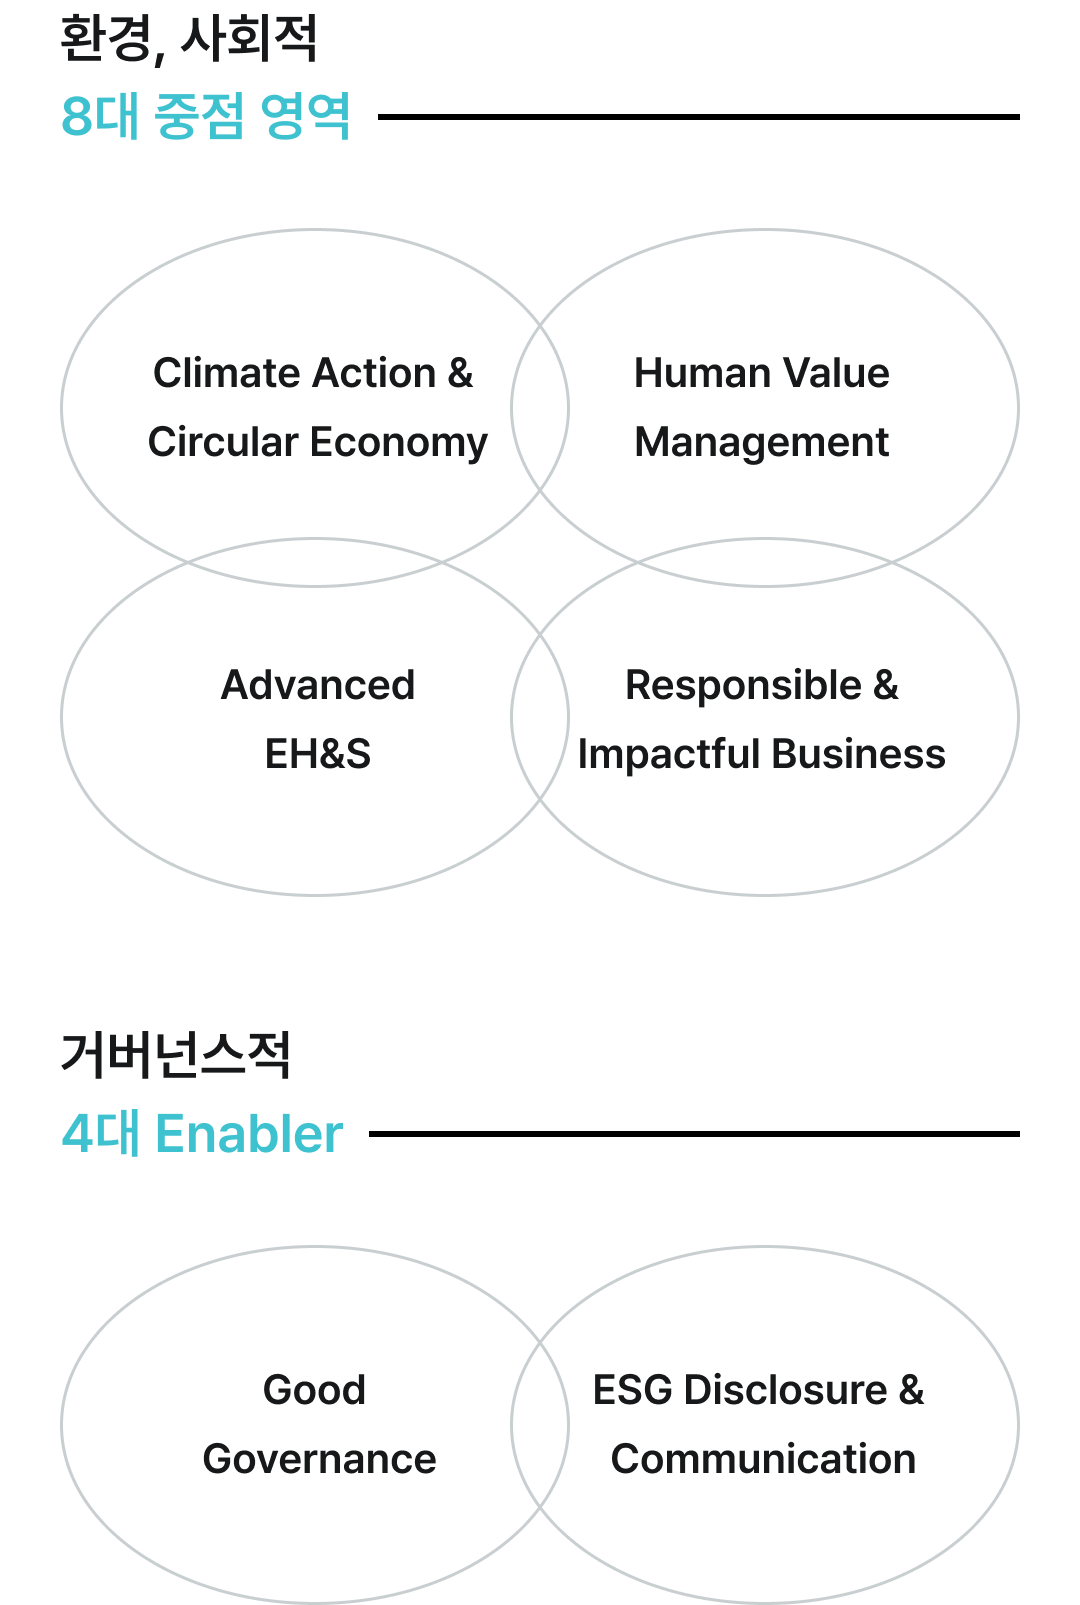 환경, 사회적
8대 중점 영역
Climate Action &
Circular Economy
Human Value
Management
Advanced
EH&S
Responsible &
Impactful Business
거버넌스적
4대 Enabler
Good
Governance
ESG Disclosure &
Communication